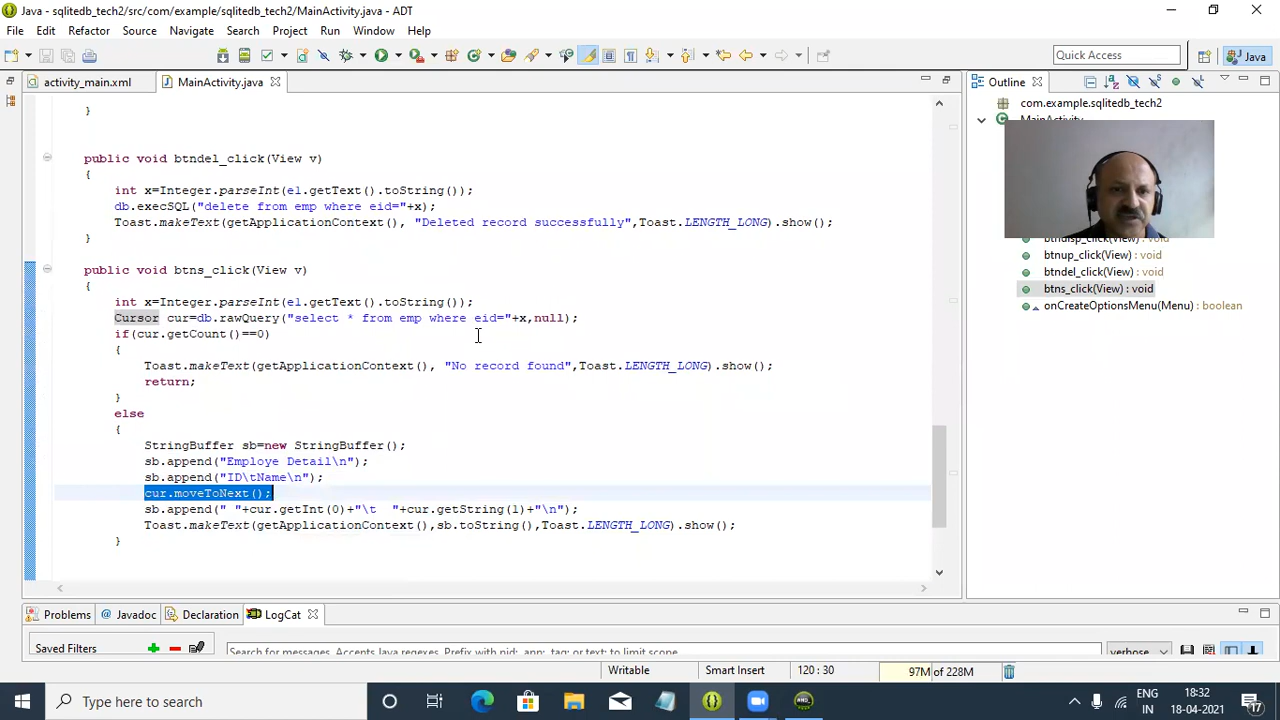 Java - sqlitedb_tech2/src/com/example/sqlitedb_tech2/MainActivity.java - ADT
File Edit Refactor Source Navigate Search Project Run Window Help
Quick Access
Java
activity_main.xml
MainActivity.java
Outline
com.example.sqlitedb_tech2
MainActivity
}
public void btndel_click(View v)
{
int x=Integer.parseInt(e1.getText().toString());
db.execSQL("delete from emp where eid="+x);
Toast.makeText(getApplicationContext(), "Deleted record successfully",Toast.LENGTH_LONG).show();
}
public void btns_click(View v)
{
int x=Integer.parseInt(e1.getText().toString());
Cursor cur=db.rawQuery("select * from emp where eid="+x,null);
if(cur.getCount()==0)
{
Toast.makeText(getApplicationContext(), "No record found",Toast.LENGTH_LONG).show();
return;
}
else
{
StringBuffer sb=new StringBuffer();
sb.append("Employe Detail\n");
sb.append("ID\tName\n");
cur.moveToNext();
sb.append(" "+cur.getInt(0)+"\t  "+cur.getString(1)+"\n");
Toast.makeText(getApplicationContext(),sb.toString(),Toast.LENGTH_LONG).show();
}
btndisp_click(View) : void
btnup_click(View) : void
btndel_click(View) : void
btns_click(View) : void
onCreateOptionsMenu(Menu) : boolean
Problems Javadoc Declaration LogCat
Saved Filters
Search for messages. Accepts Java regexes. Prefix with pid:, app:, tag: or text: to limit scope.
verbose
Writable
Smart Insert
120 : 30
97M of 228M
Type here to search
ENG
IN
18:32
18-04-2021
17